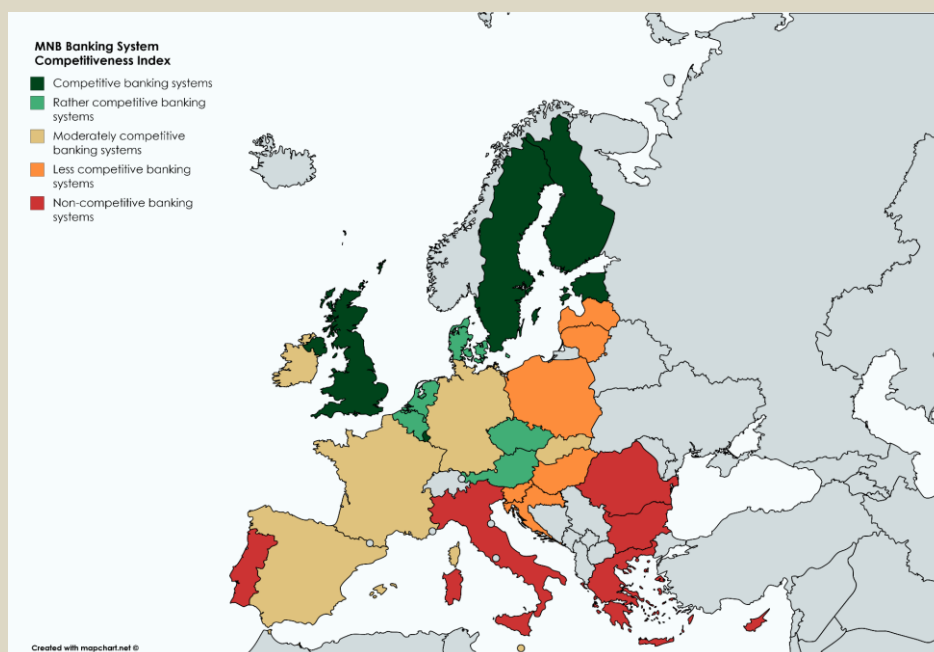 MNB Banking System
Competitiveness Index
Competitive banking systems
Rather competitive banking
systems
Moderately competitive
banking systems
Less competitive banking
systems
Non-competitive banking
systems
Created with mapchart.net ©